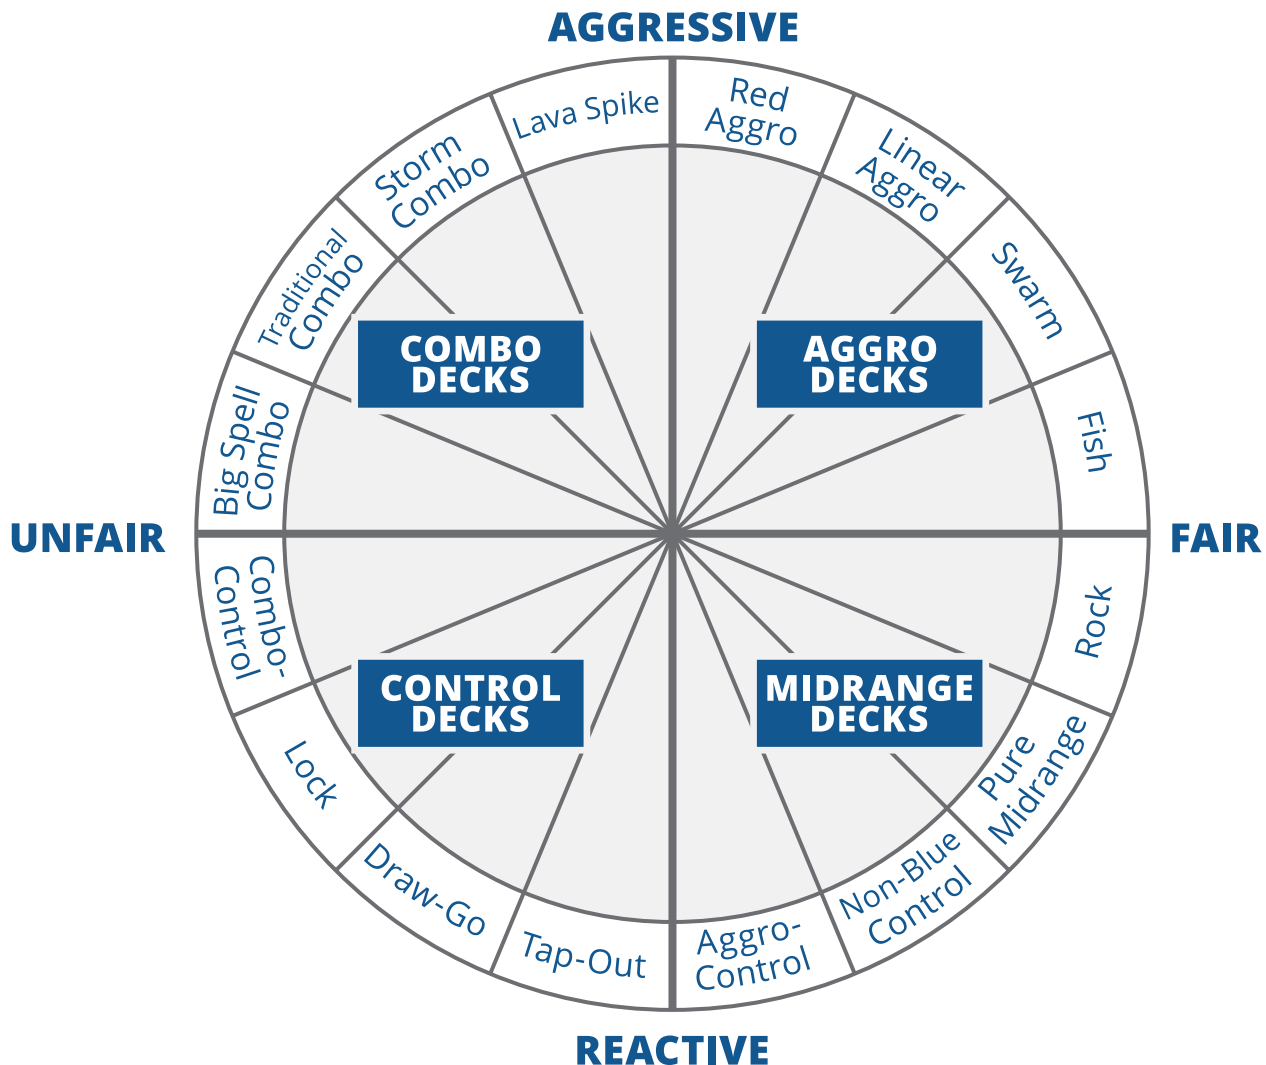 AGGRESSIVE
Lava Spike
Red
Aggro
Storm
Combo
Linear
Aggro
Traditional
Combo
Swarm
COMBO
DECKS
AGGRO
DECKS
Big Spell
Combo
Fish
UNFAIR
FAIR
Combo-
Control
Rock
CONTROL
DECKS
MIDRANGE
DECKS
Lock
Pure
Midrange
Draw-Go
Non-Blue
Control
Tap-Out
Aggro-
Control
REACTIVE